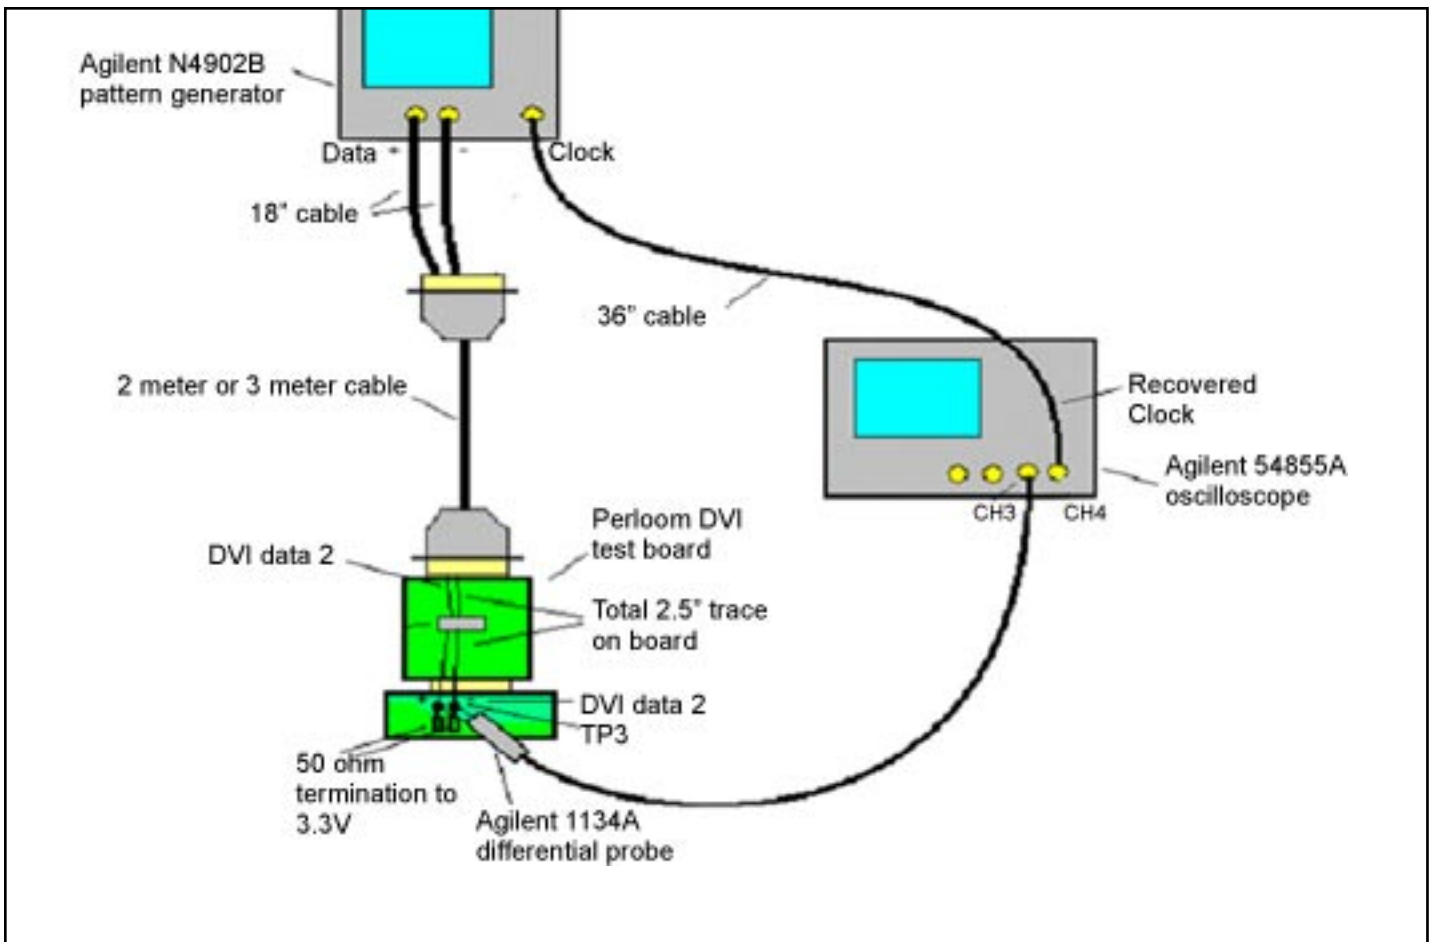 Agilent N4902B
pattern generator
Data + -
Clock
18" cable
36" cable
2 meter or 3 meter cable
Recovered
Clock
Agilent 54855A
oscilloscope
CH3
CH4
Perloom DVI
test board
DVI data 2
Total 2.5" trace
on board
DVI data 2
TP3
50 ohm
termination to
3.3V
Agilent 1134A
differential probe